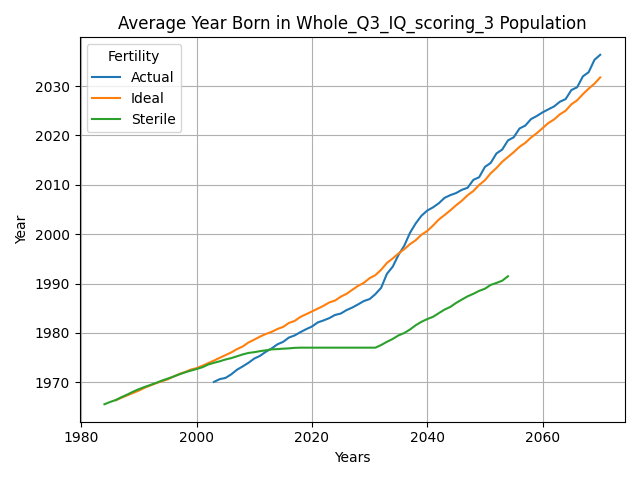 Average Year Born in Whole_Q3_IQ_scoring_3 Population
Fertility
Actual
Ideal
Sterile
2030
2020
2010
2000
1990
1980
1970
Year
1980
2000
2020
2040
2060
Years